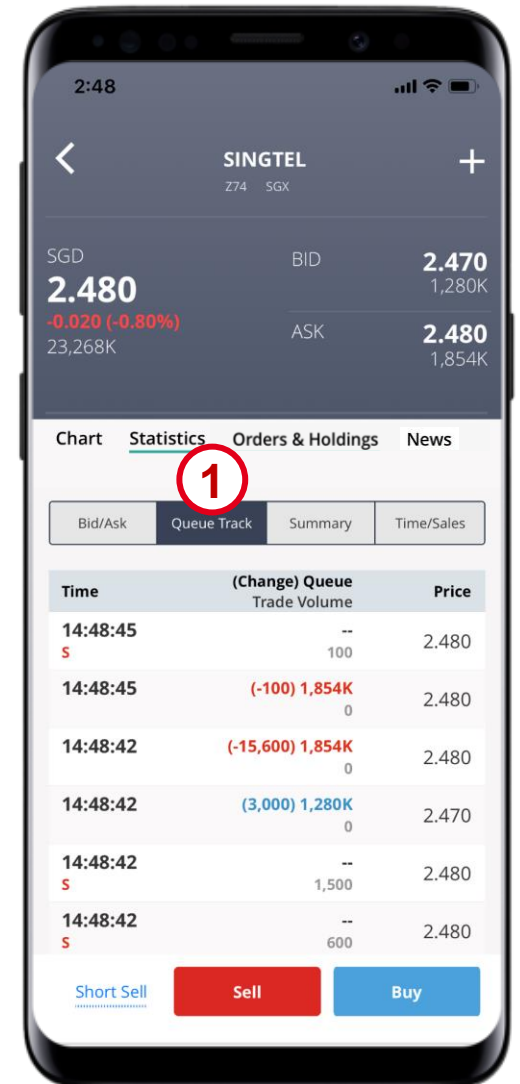 2:48
SINGTEL
Z74 SGX
SGD
2.480
-0.020 (-0.80%)
23,268K
BID 2.470
1,280K
ASK 2.480
1,854K
Chart Statistics Orders & Holdings News
1
Bid/Ask Queue Track Summary Time/Sales
Time (Change) Queue Price
Trade Volume
14:48:45 -- 2.480
S 100
14:48:45 (-100) 1,854K 2.480
0
14:48:42 (-15,600) 1,854K 2.480
0
14:48:42 (3,000) 1,280K 2.470
0
14:48:42 -- 2.480
S 1,500
14:48:42 -- 2.480
S 600
Short Sell Sell Buy